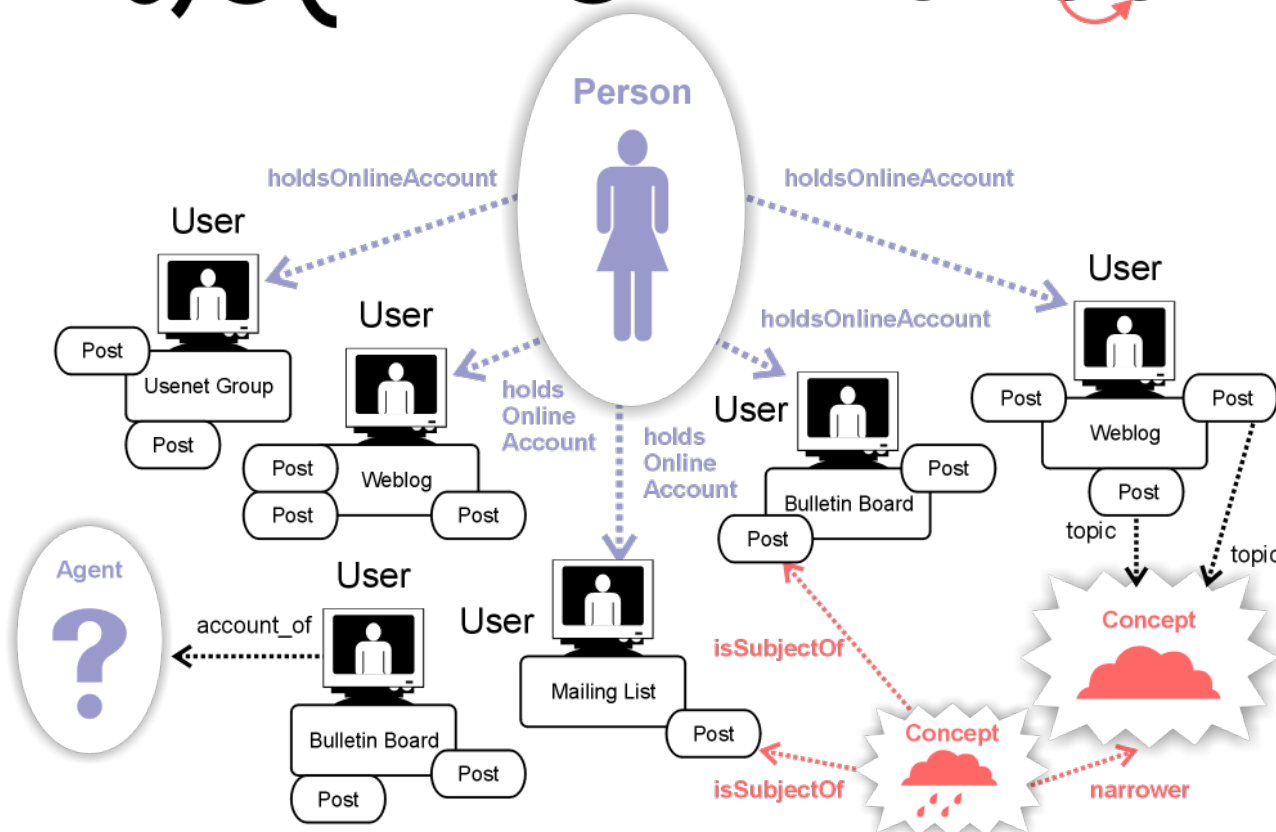 Person
holdsOnlineAccount
holdsOnlineAccount
User
User
User
holdsOnlineAccount
Post
Usenet Group
Post
holds
Online
Account
User
Post
Post
Weblog
Post
Post
Weblog
Post
Post
holds
Online
Account
Post
Bulletin Board
Post
topic
topic
Agent
User
account_of
User
Concept
isSubjectOf
Mailing List
Post
Concept
Bulletin Board
Post
Post
isSubjectOf
narrower